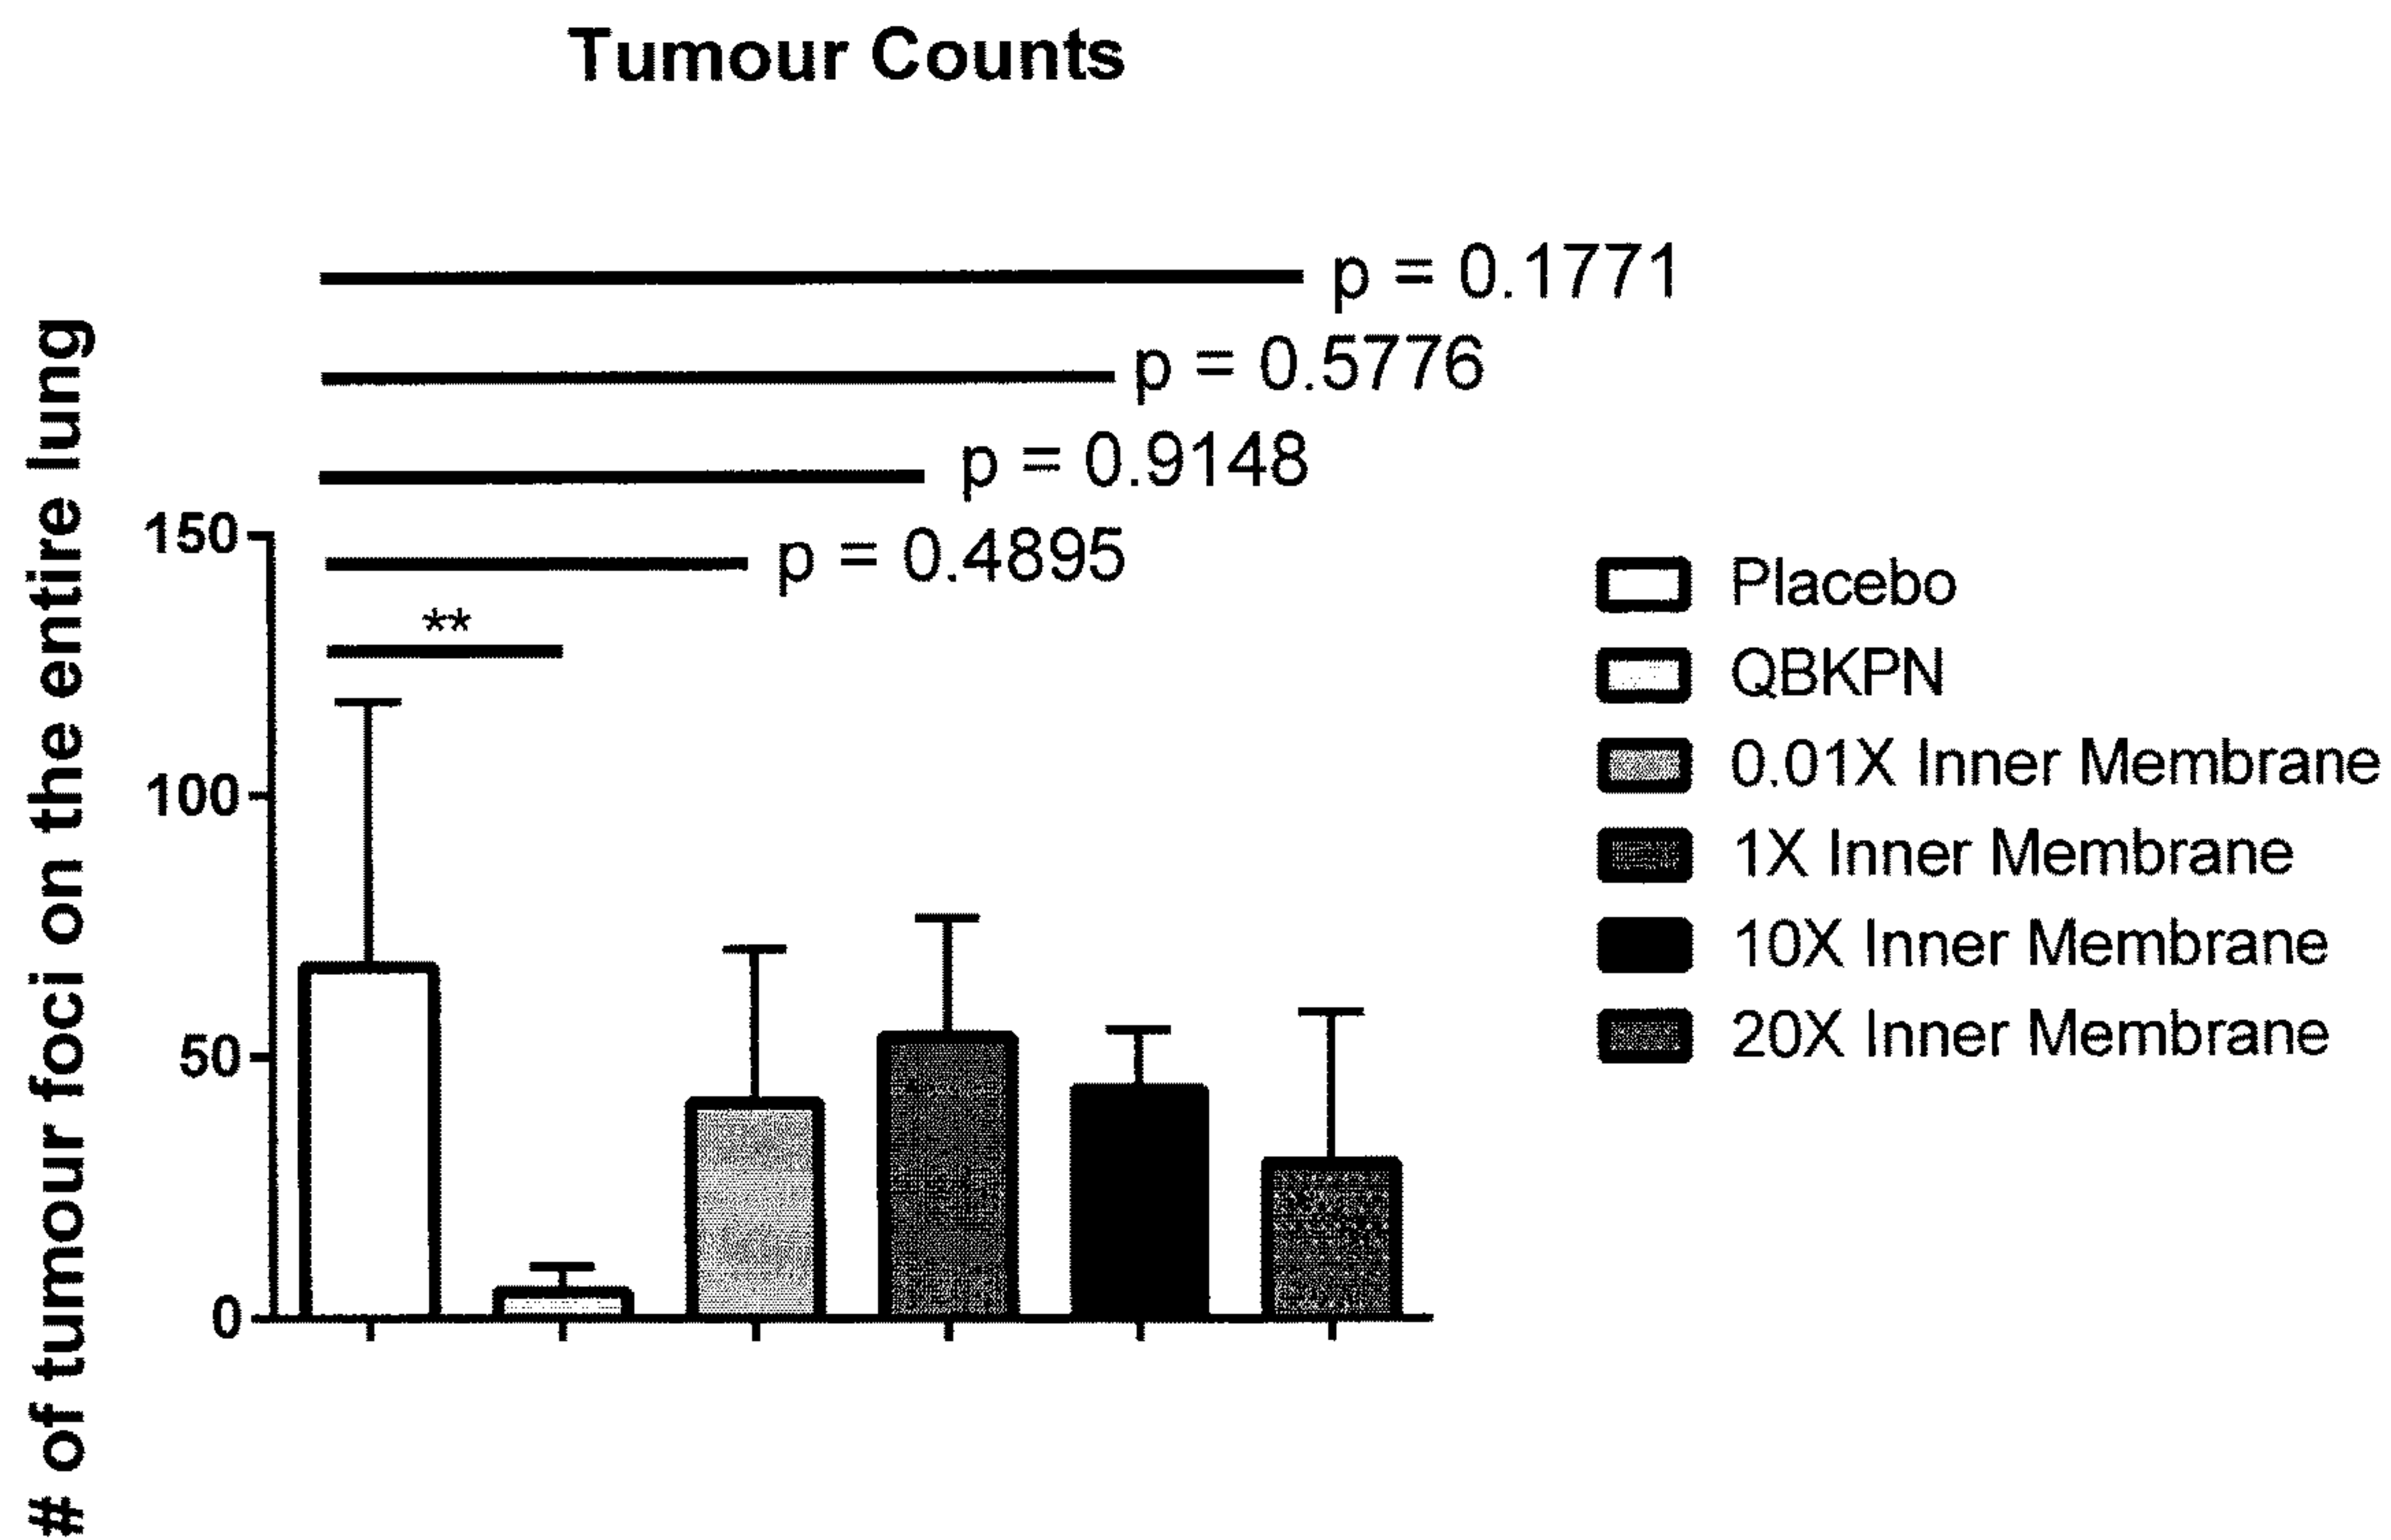 Tumour Counts
# of tumour foci on the entire lung
p = 0.1771
p = 0.5776
p = 0.9148
p = 0.4895
**
150
100
50
0
Placebo
QBKPN
0.01X Inner Membrane
1X Inner Membrane
10X Inner Membrane
20X Inner Membrane